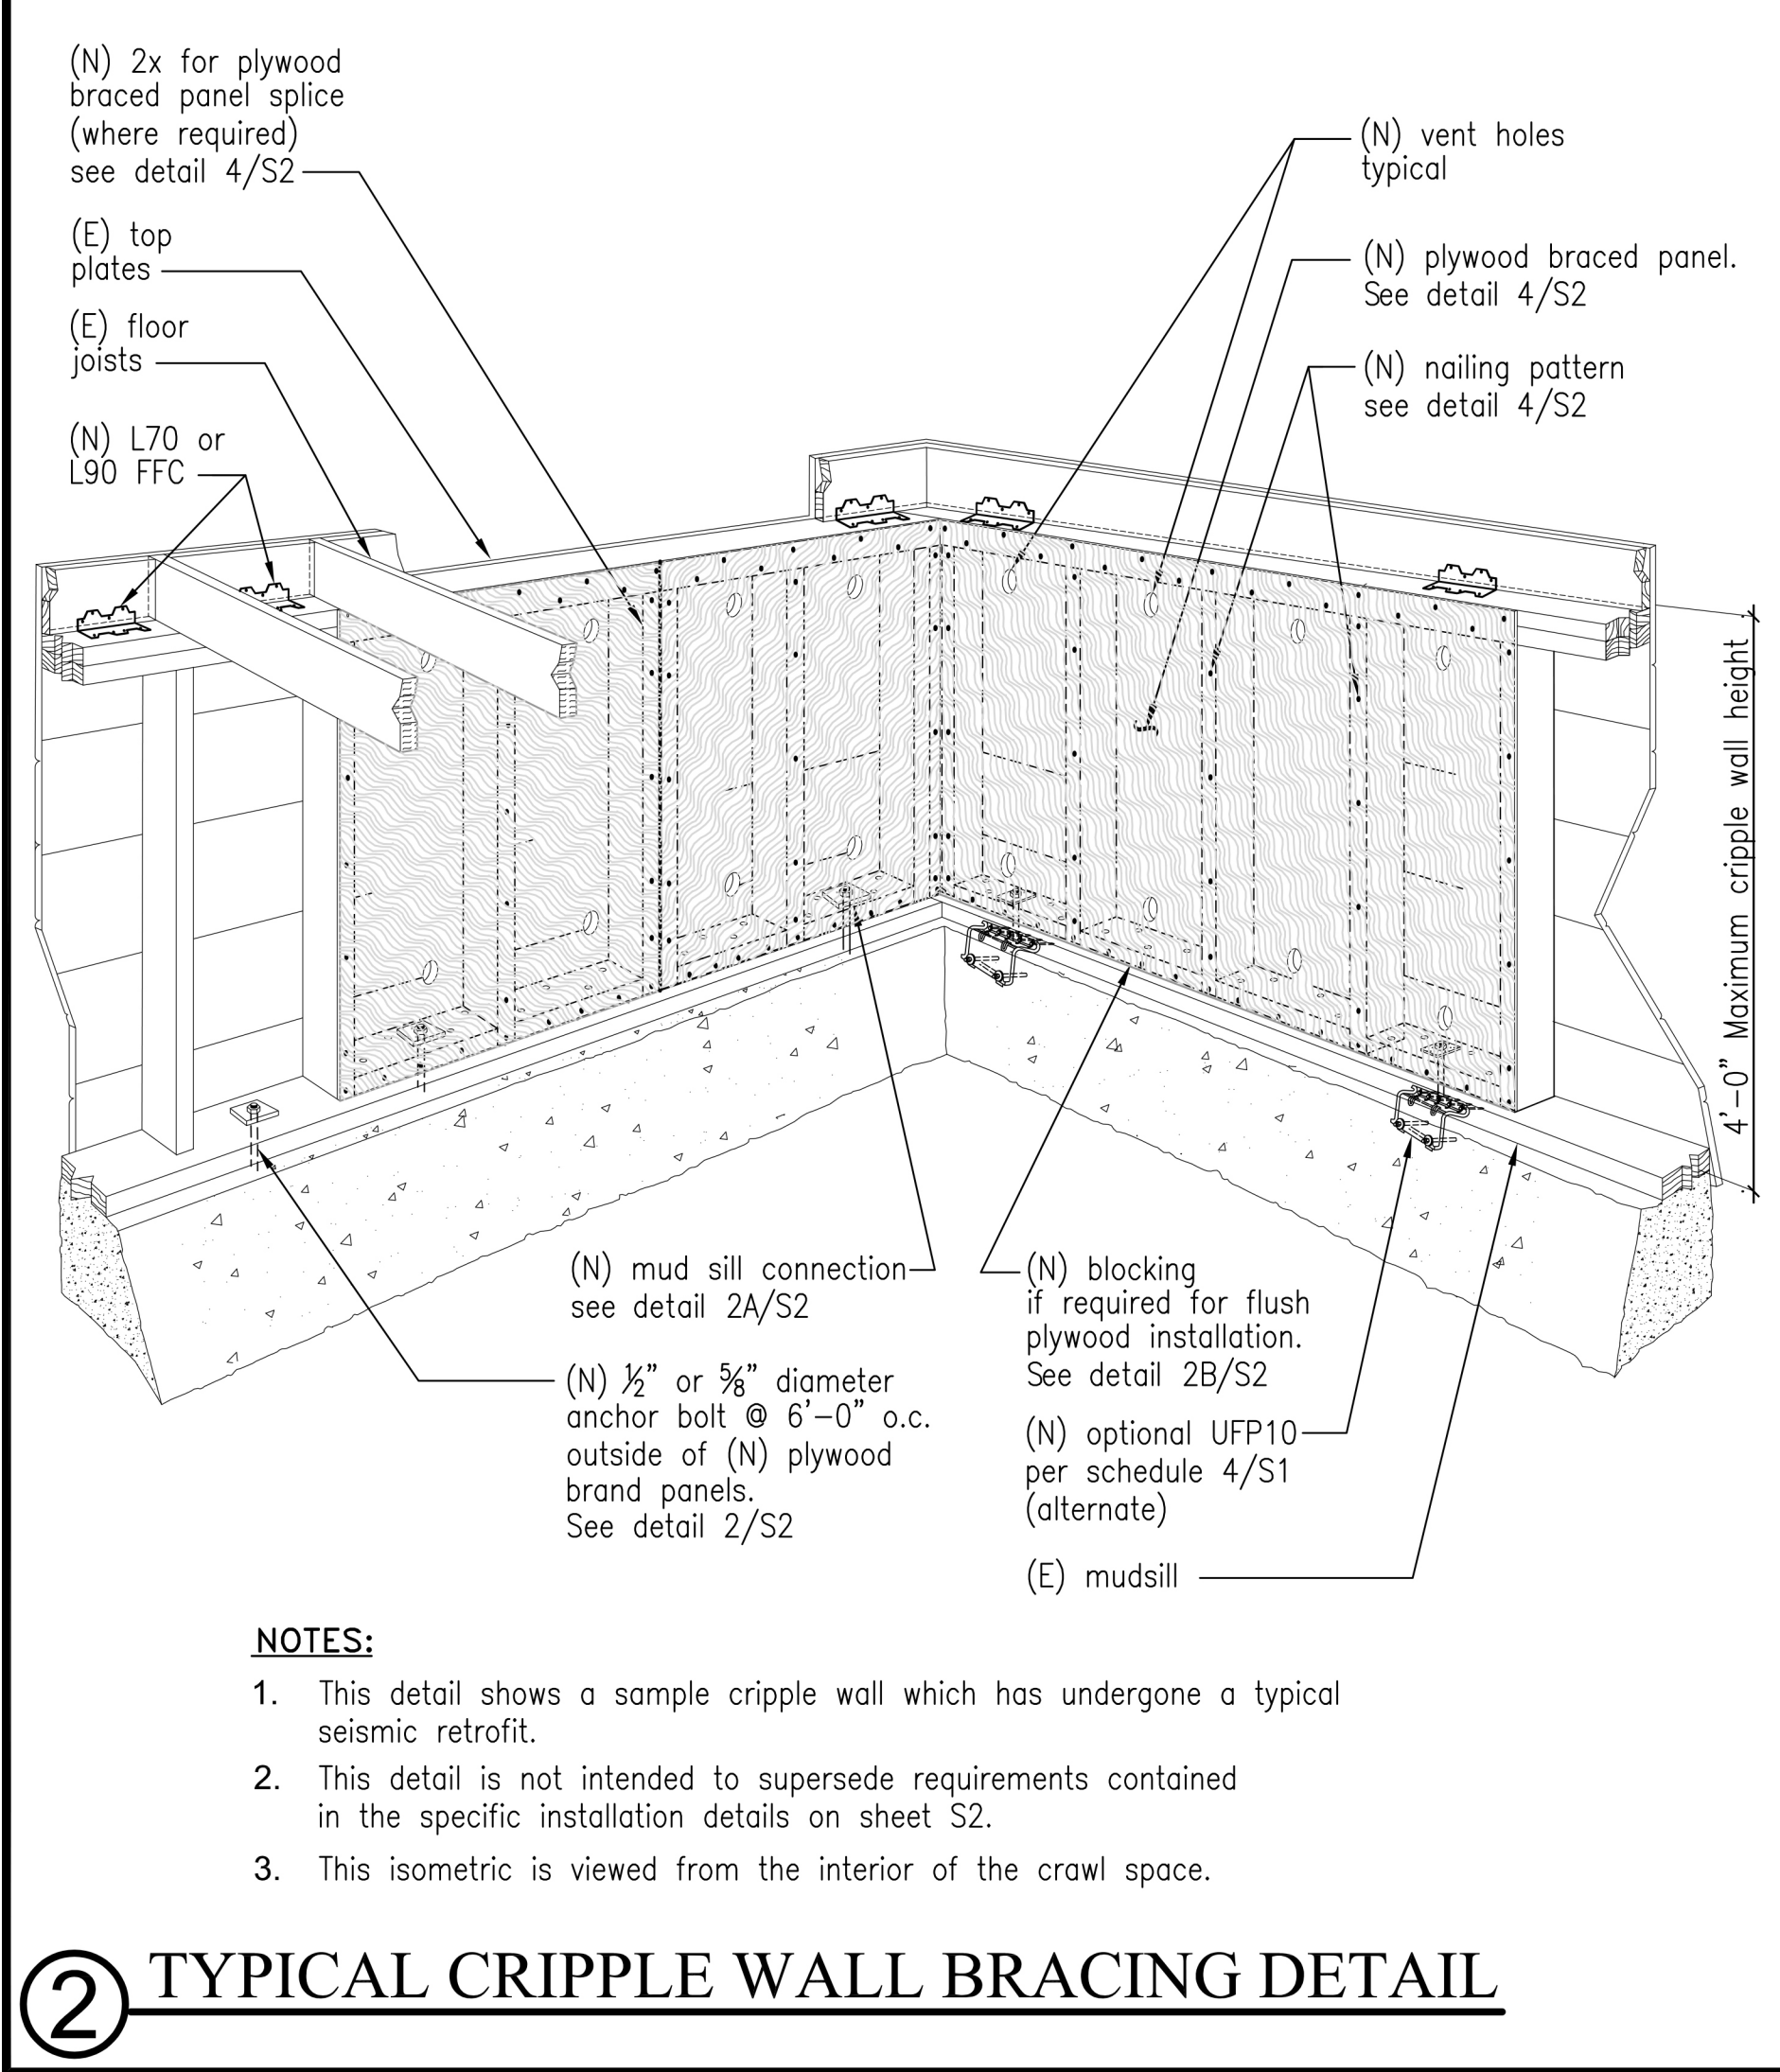 (N) 2x for plywood
braced panel splice
(where required)
see detail 4/S2
(E) top
plates
(E) floor
joists
(N) L70 or
L90 FFC
(N) vent holes
typical
(N) plywood braced panel.
See detail 4/S2
(N) nailing pattern
see detail 4/S2
4'-0" Maximum cripple wall height
(N) mud sill connection
see detail 2A/S2
(N) ½" or ⅝" diameter
anchor bolt @ 6'-0" o.c.
outside of (N) plywood
brand panels.
See detail 2/S2
(N) blocking
if required for flush
plywood installation.
See detail 2B/S2
(N) optional UFP10
per schedule 4/S1
(alternate)
(E) mudsill
NOTES:
1. This detail shows a sample cripple wall which has undergone a typical
seismic retrofit.
2. This detail is not intended to supersede requirements contained
in the specific installation details on sheet S2.
3. This isometric is viewed from the interior of the crawl space.
2 TYPICAL CRIPPLE WALL BRACING DETAIL